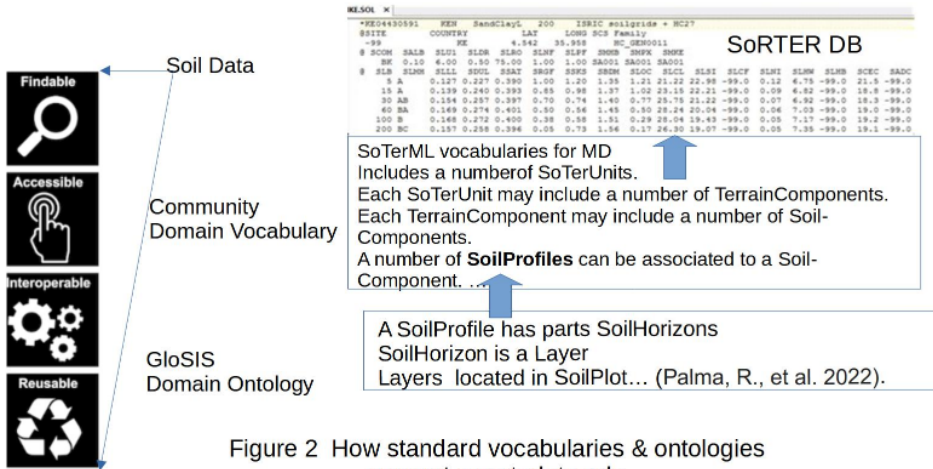 KE.SOL ×
*KE04430591 KEN SandClayL 200 ISRIC soilgrids + HC27
@SITE COUNTRY LAT LONG SCS Family
-99 KE 4.542 35.958 HC_GEN0011
@ SCOM SALB SLU1 SLDR SLRO SLNF SLPF SMHB SMPX SMKE
BK 0.10 6.00 0.50 75.00 1.00 1.00 SA001 SA001 SA001
@ SLB SLMH SLLL SDUL SSAT SRGF SSKS SBDM SLOC SLCL SLSI SLCF SLNI SLHW SLHB SCEC SADC
5 A 0.127 0.227 0.390 1.00 1.20 1.35 1.21 21.22 22.98 -99.0 0.12 6.75 -99.0 21.5 -99.0
15 A 0.139 0.240 0.393 0.85 0.98 1.37 1.02 23.15 22.21 -99.0 0.09 6.82 -99.0 18.8 -99.0
30 AB 0.154 0.257 0.397 0.70 0.74 1.40 0.77 25.75 21.22 -99.0 0.07 6.92 -99.0 18.3 -99.0
60 BA 0.169 0.274 0.401 0.50 0.56 1.45 0.50 28.24 20.04 -99.0 0.06 7.03 -99.0 19.0 -99.0
100 B 0.168 0.272 0.400 0.38 0.58 1.51 0.29 28.04 19.43 -99.0 0.05 7.17 -99.0 19.2 -99.0
200 BC 0.157 0.258 0.396 0.05 0.73 1.56 0.17 26.30 19.07 -99.0 0.05 7.35 -99.0 19.1 -99.0
SoRTER DB
Soil Data
Findable
SoTerML vocabularies for MD
Includes a numberof SoTerUnits.
Each SoTerUnit may include a number of TerrainComponents.
Each TerrainComponent may include a number of Soil-
Components.
A number of SoilProfiles can be associated to a Soil-
Component. …
Accessible
Community
Domain Vocabulary
Interoperable
A SoilProfile has parts SoilHorizons
SoilHorizon is a Layer
Layers located in SoilPlot… (Palma, R., et al. 2022).
GloSIS
Domain Ontology
Reusable
Figure 2 How standard vocabularies & ontologies